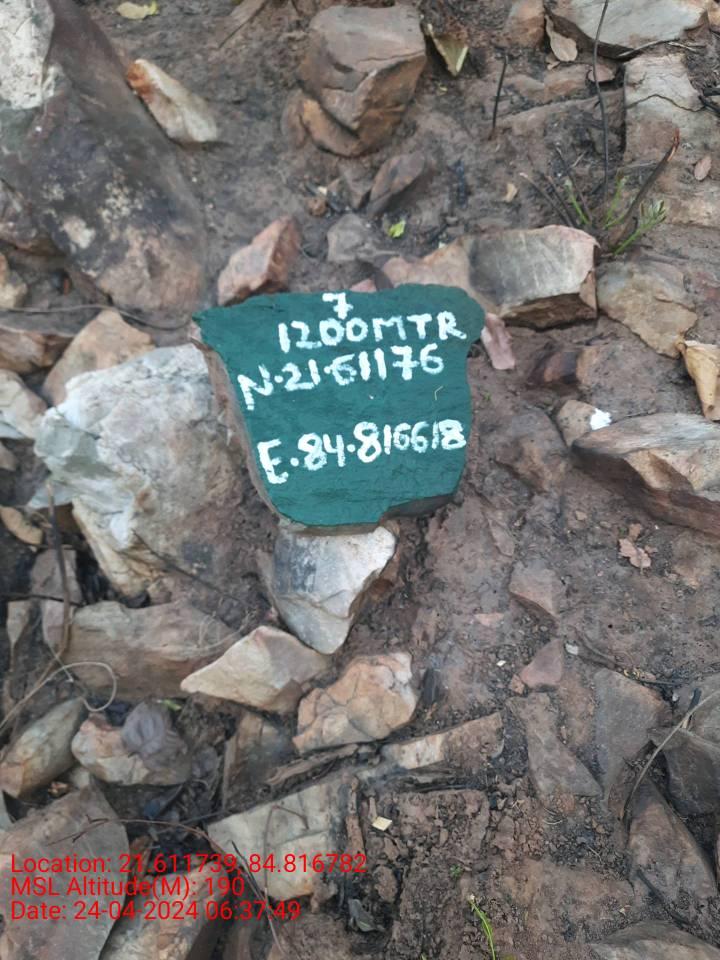 7
1200MTR
N.21.61176
E.84.816618
Location: 21.611739, 84.816782
MSL Altitude(M): 190
Date: 24-04-2024 06:37:49